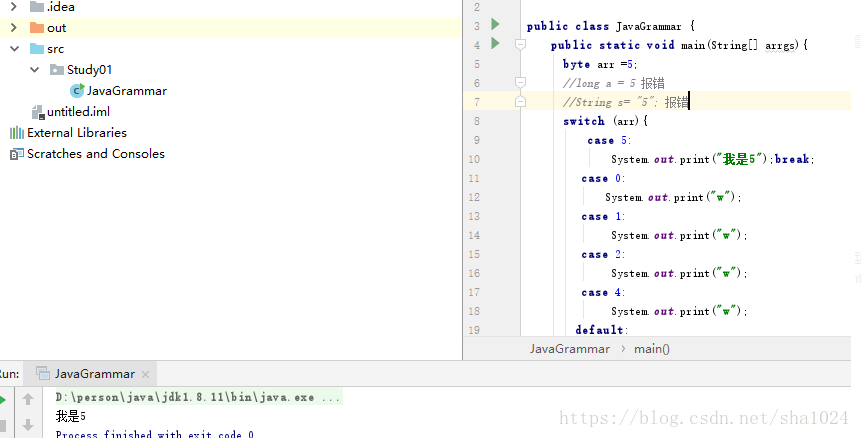 .idea
out
src
Study01
JavaGrammar
untitled.iml
External Libraries
Scratches and Consoles
2
3 public class JavaGrammar {
4 public static void main(String[] arrgs){
5 byte arr =5;
6 //long a = 5 报错
7 //String s= "5"; 报错
8 switch (arr){
9 case 5:
10 System.out.print("我是5");break;
11 case 0:
12 System.out.print("w");
13 case 1:
14 System.out.print("w");
15 case 2:
16 System.out.print("w");
17 case 4:
18 System.out.print("w");
19 default:
JavaGrammar > main()
un: JavaGrammar ×
D:\person\java\jdk1.8.11\bin\java.exe ...
我是5
Process finished with exit code 0
https://blog.csdn.net/sha1024